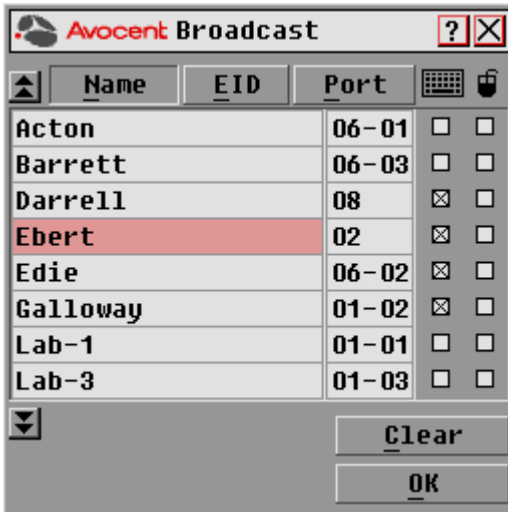 Avocent Broadcast ? X
Name EID Port
Acton 06-01
Barrett 06-03
Darrell 08
Ebert 02
Edie 06-02
Galloway 01-02
Lab-1 01-01
Lab-3 01-03
Clear
OK